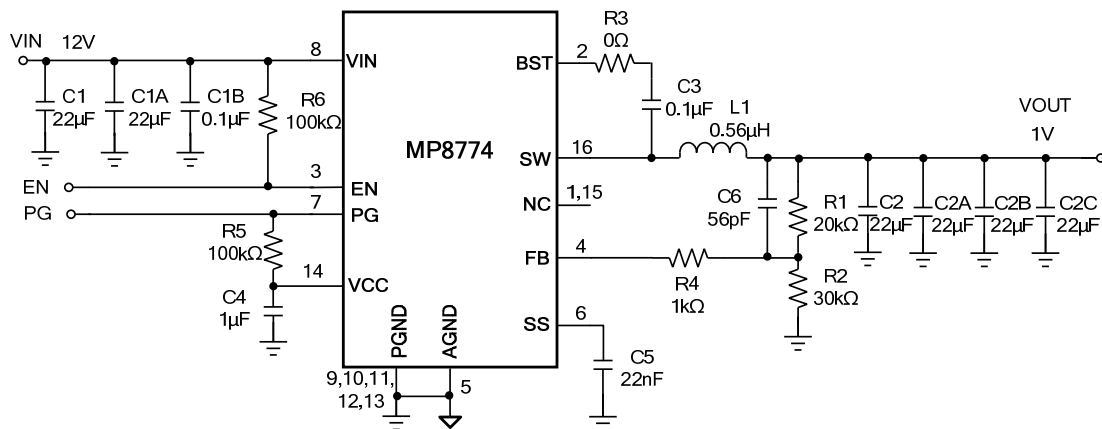 VIN 12V
8
VIN
C1
22µF
C1A
22µF
C1B
0.1µF
R6
100kΩ
EN
3
EN
PG
7
PG
R5
100kΩ
14
VCC
C4
1µF
MP8774
PGND
AGND
9,10,11,
12,13
5
BST
2
R3
0Ω
C3
0.1µF
L1
0.56µH
SW
16
NC
1,15
FB
4
R4
1kΩ
C6
56pF
R1
20kΩ
R2
30kΩ
SS
6
C5
22nF
C2
22µF
C2A
22µF
C2B
22µF
C2C
22µF
VOUT
1V